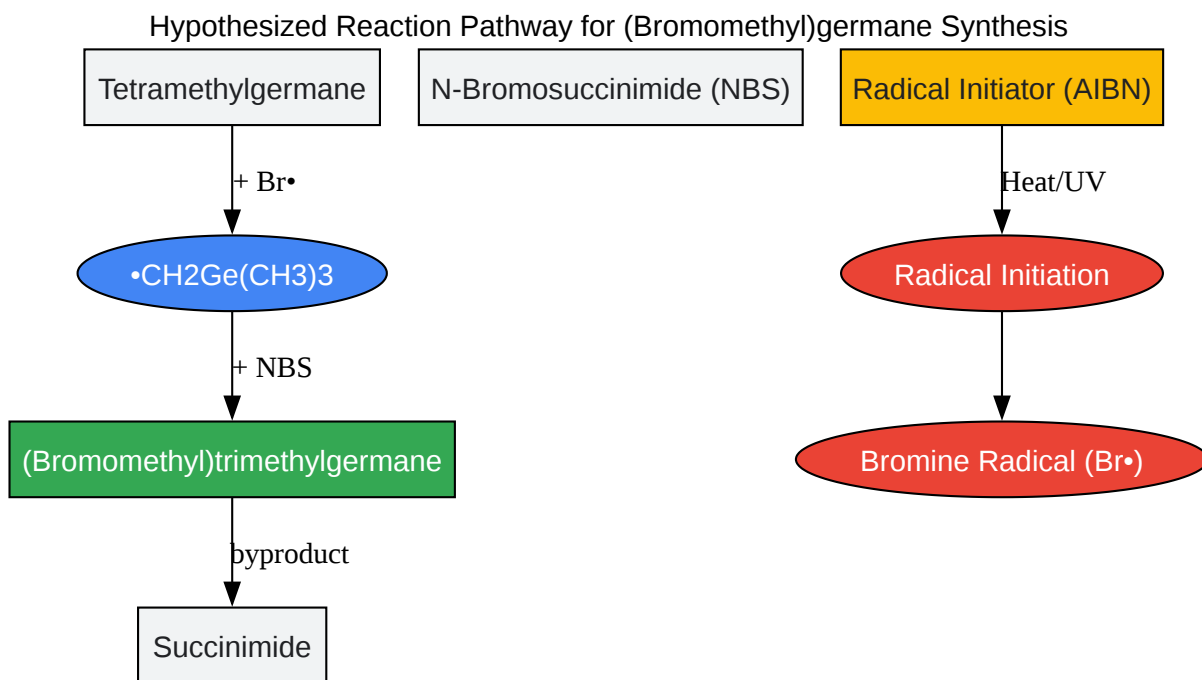 Hypothesized Reaction Pathway for (Bromomethyl)germane Synthesis
Tetramethylgermane
N-Bromosuccinimide (NBS)
Radical Initiator (AIBN)
+ Br•
Heat/UV
•CH2Ge(CH3)3
Radical Initiation
+ NBS
(Bromomethyl)trimethylgermane
Bromine Radical (Br•)
byproduct
Succinimide